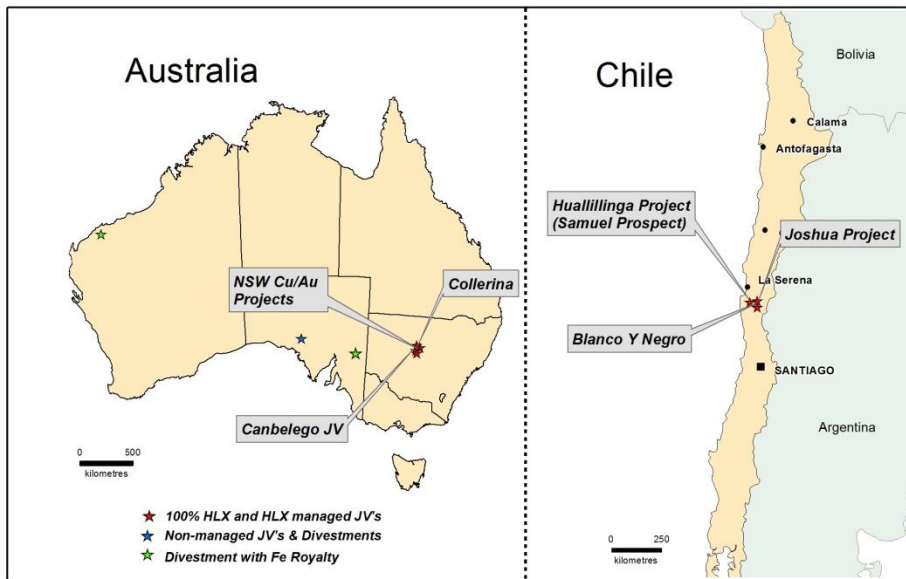 Australia
NSW Cu/Au
Projects
Collerina
Canbelego JV
0 500
kilometres
100% HLX and HLX managed JV's
Non-managed JV's & Divestments
Divestment with Fe Royalty
Chile
Bolivia
Calama
Antofagasta
Huallillinga Project
(Samuel Prospect)
Joshua Project
La Serena
Blanco Y Negro
SANTIAGO
Argentina
0 250
kilometres